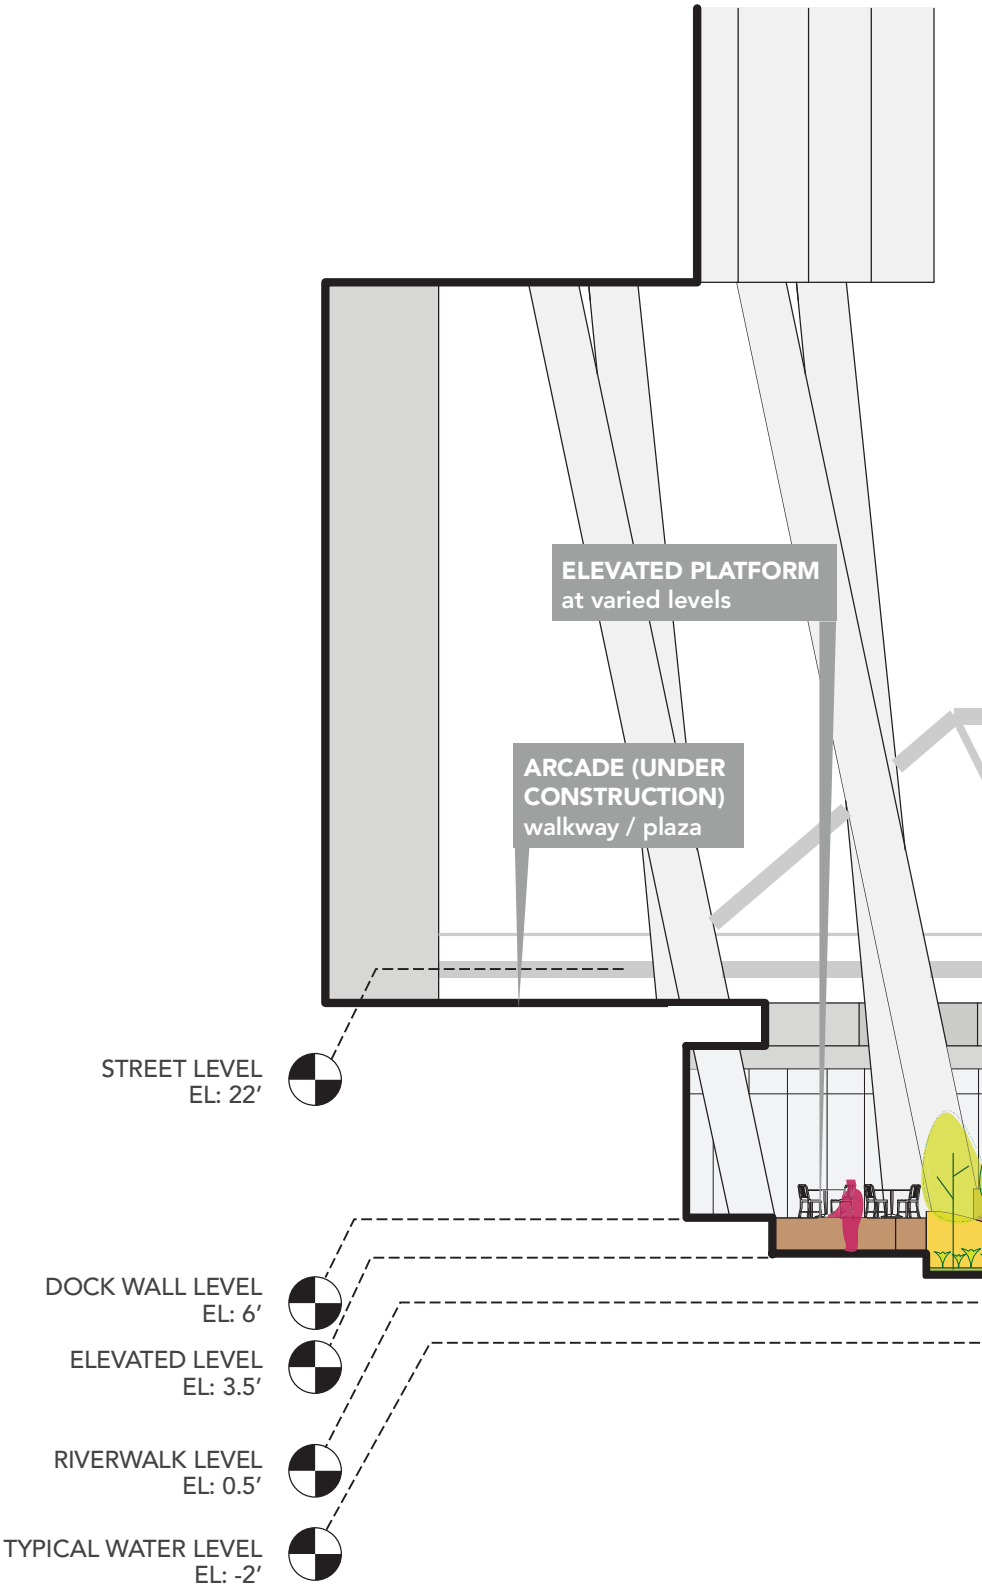 ELEVATED PLATFORM
at varied levels
ARCADE (UNDER
CONSTRUCTION)
walkway / plaza
STREET LEVEL
EL: 22’
DOCK WALL LEVEL
EL: 6’
ELEVATED LEVEL
EL: 3.5’
RIVERWALK LEVEL
EL: 0.5’
TYPICAL WATER LEVEL
EL: -2’